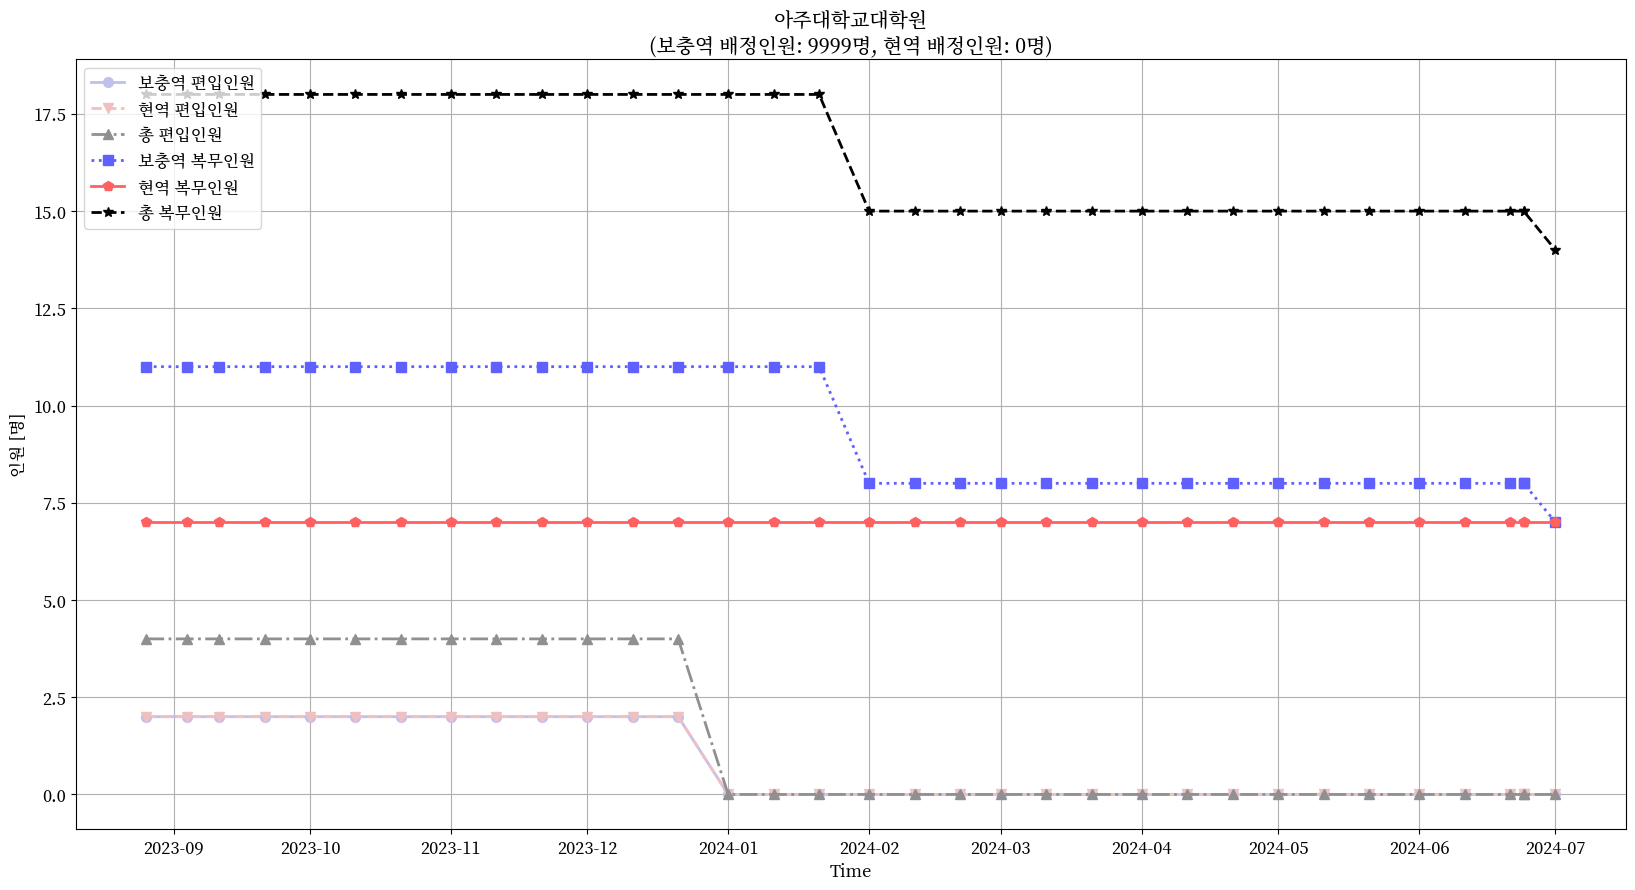 아주대학교대학원
(보충역 배정인원: 9999명, 현역 배정인원: 0명)
보충역 편입인원
현역 편입인원
총 편입인원
보충역 복무인원
현역 복무인원
총 복무인원
17.5
15.0
12.5
10.0
7.5
5.0
2.5
0.0
인원 [명]
2023-09 2023-10 2023-11 2023-12 2024-01 2024-02 2024-03 2024-04 2024-05 2024-06 2024-07
Time